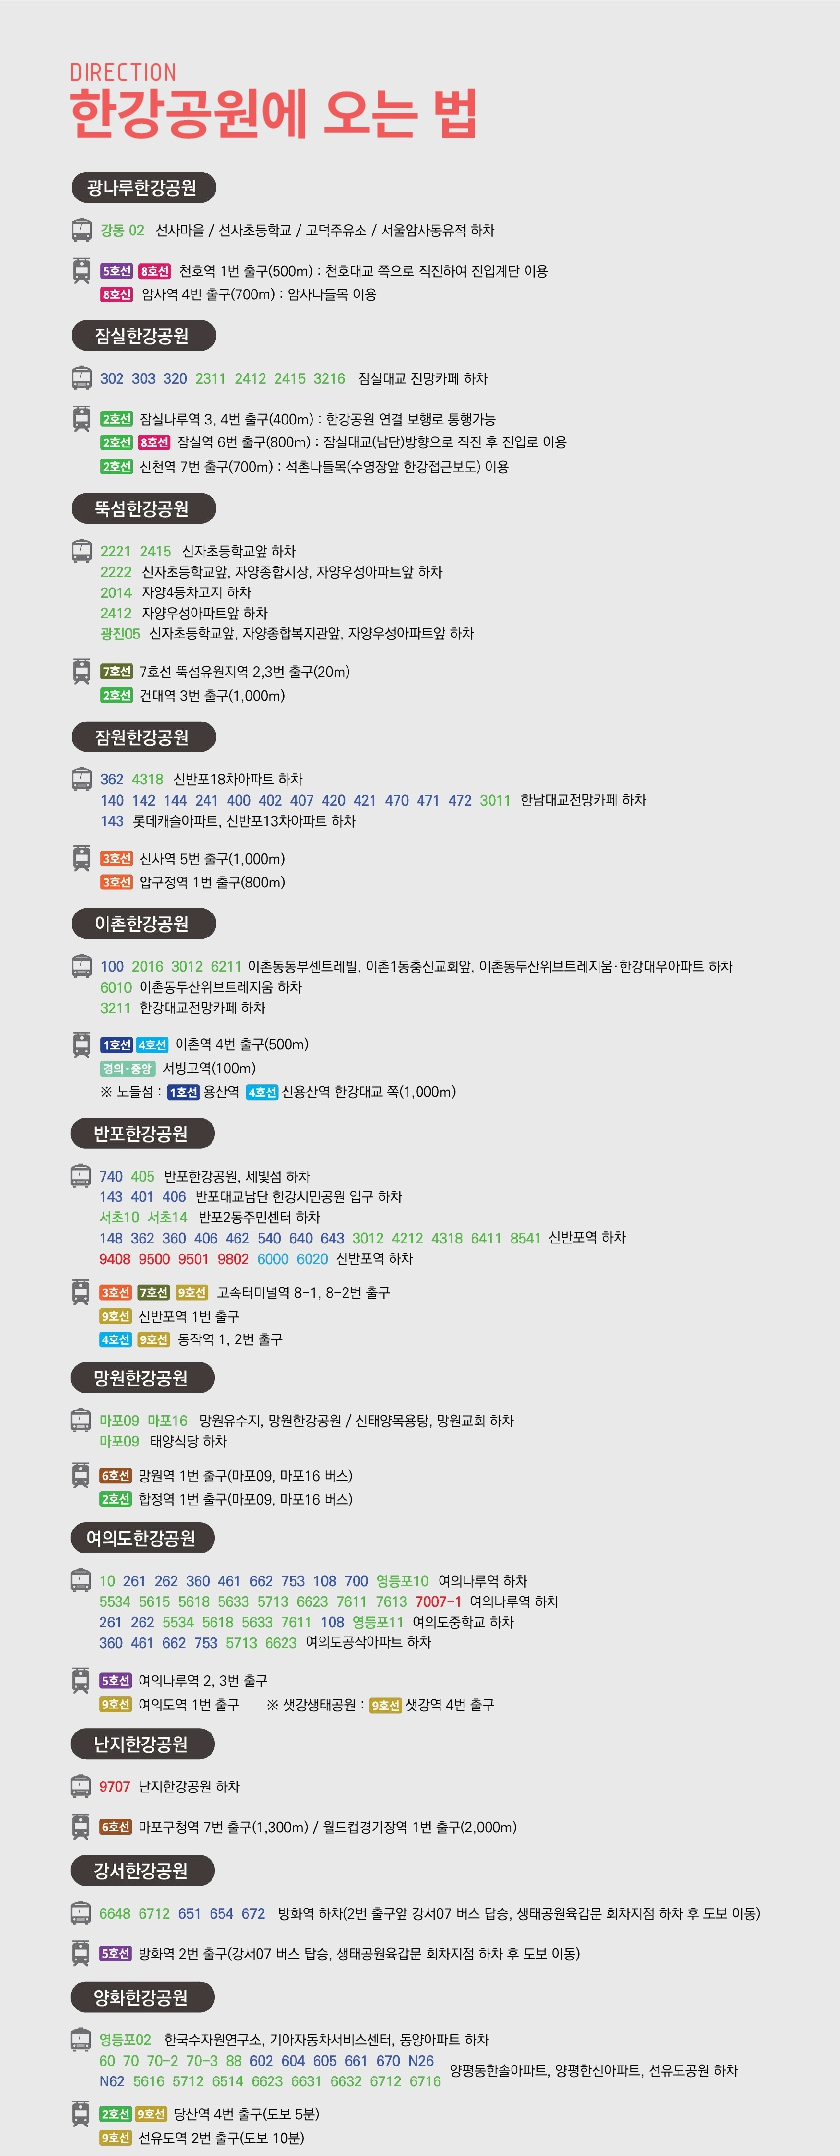 DIRECTION
한강공원에 오는 법
광나루한강공원
강동 02 선사마을 / 선사초등학교 / 고덕주유소 / 서울암사동유적 하차
5호선 8호선 천호역 1번 출구(500m) : 천호대교 쪽으로 직진하여 진입계단 이용
8호선 암사역 4번 출구(700m) : 암사나들목 이용
잠실한강공원
302 303 320 2311 2412 2415 3216 잠실대교 전망카페 하차
2호선 잠실나루역 3, 4번 출구(400m) : 한강공원 연결 보행로 통행가능
2호선 8호선 잠실역 6번 출구(800m) : 잠실대교(남단)방향으로 직진 후 진입로 이용
2호선 신천역 7번 출구(700m) : 석촌나들목(수영장앞 한강접근보도) 이용
뚝섬한강공원
2221 2415 신자초등학교앞 하차
2222 신자초등학교앞, 자양종합시장, 자양우성아파트앞 하차
2014 자양4동차고지 하차
2412 자양우성아파트앞 하차
광진05 신자초등학교앞, 자양종합복지관앞, 자양우성아파트앞 하차
7호선 7호선 뚝섬유원지역 2,3번 출구(20m)
2호선 건대역 3번 출구(1,000m)
잠원한강공원
362 4318 신반포18차아파트 하차
140 142 144 241 400 402 407 420 421 470 471 472 3011 한남대교전망카페 하차
143 롯데캐슬아파트, 신반포13차아파트 하차
3호선 신사역 5번 출구(1,000m)
3호선 압구정역 1번 출구(800m)
이촌한강공원
100 2016 3012 6211 이촌동동부센트레빌, 이촌1동충신교회앞, 이촌동두산위브트레지움·한강대우아파트 하차
6010 이촌동두산위브트레지움 하차
3211 한강대교전망카페 하차
1호선 4호선 이촌역 4번 출구(500m)
경의·중앙 서빙고역(100m)
※ 노들섬 : 1호선 용산역 4호선 신용산역 한강대교 쪽(1,000m)
반포한강공원
740 405 반포한강공원, 세빛섬 하차
143 401 406 반포대교남단 한강시민공원 입구 하차
서초10 서초14 반포2동주민센터 하차
148 362 360 406 462 540 640 643 3012 4212 4318 6411 8541 신반포역 하차
9408 9500 9501 9802 6000 6020 신반포역 하차
3호선 7호선 9호선 고속터미널역 8-1, 8-2번 출구
9호선 신반포역 1번 출구
4호선 9호선 동작역 1, 2번 출구
망원한강공원
마포09 마포16 망원유수지, 망원한강공원 / 신태양목용탕, 망원교회 하차
마포09 태양식당 하차
6호선 망원역 1번 출구(마포09, 마포16 버스)
2호선 합정역 1번 출구(마포09, 마포16 버스)
여의도한강공원
10 261 262 360 461 662 753 108 700 영등포10 여의나루역 하차
5534 5615 5618 5633 5713 6623 7611 7613 7007-1 여의나루역 하차
261 262 5534 5618 5633 7611 108 영등포11 여의도중학교 하차
360 461 662 753 5713 6623 여의도공작아파트 하차
5호선 여의나루역 2, 3번 출구
9호선 여의도역 1번 출구 ※ 샛강생태공원 : 9호선 샛강역 4번 출구
난지한강공원
9707 난지한강공원 하차
6호선 마포구청역 7번 출구(1,300m) / 월드컵경기장역 1번 출구(2,000m)
강서한강공원
6648 6712 651 654 672 방화역 하차(2번 출구앞 강서07 버스 탑승, 생태공원육갑문 회차지점 하차 후 도보 이동)
5호선 방화역 2번 출구(강서07 버스 탑승, 생태공원육갑문 회차지점 하차 후 도보 이동)
양화한강공원
영등포02 한국수자원연구소, 기아자동차서비스센터, 동양아파트 하차
60 70 70-2 70-3 88 602 604 605 661 670 N26
N62 5616 5712 6514 6623 6631 6632 6712 6716 양평동한솔아파트, 양평한신아파트, 선유도공원 하차
2호선 9호선 당산역 4번 출구(도보 5분)
9호선 선유도역 2번 출구(도보 10분)